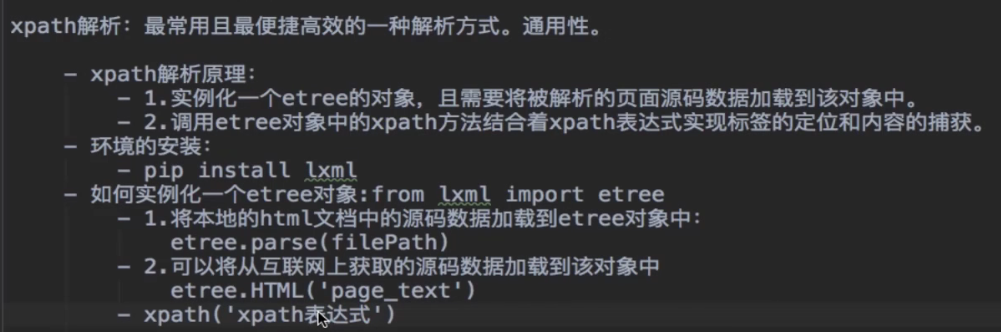 xpath解析：最常用且最便捷高效的一种解析方式。通用性。
- xpath解析原理：
- 1.实例化一个etree的对象，且需要将被解析的页面源码数据加载到该对象中。
- 2.调用etree对象中的xpath方法结合着xpath表达式实现标签的定位和内容的捕获。
- 环境的安装：
- pip install lxml
- 如何实例化一个etree对象:from lxml import etree
- 1.将本地的html文档中的源码数据加载到etree对象中：
etree.parse(filePath)
- 2.可以将从互联网上获取的源码数据加载到该对象中
etree.HTML('page_text')
- xpath('xpath表达式')